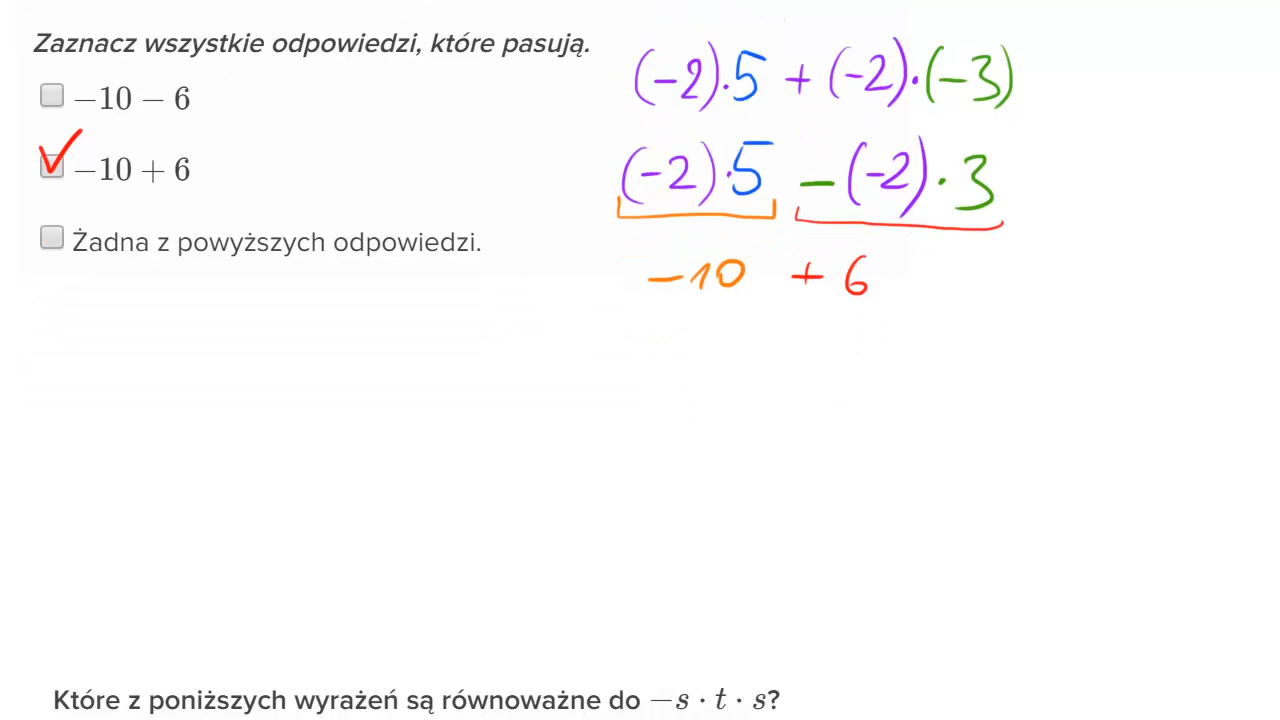 Zaznacz wszystkie odpowiedzi, które pasują.
−10 − 6
−10 + 6
Żadna z powyższych odpowiedzi.
(−2)·5 + (−2)·(−3)
(−2)·5 −(−2)·3
−10 + 6
Które z poniższych wyrażeń są równoważne do −s · t · s?